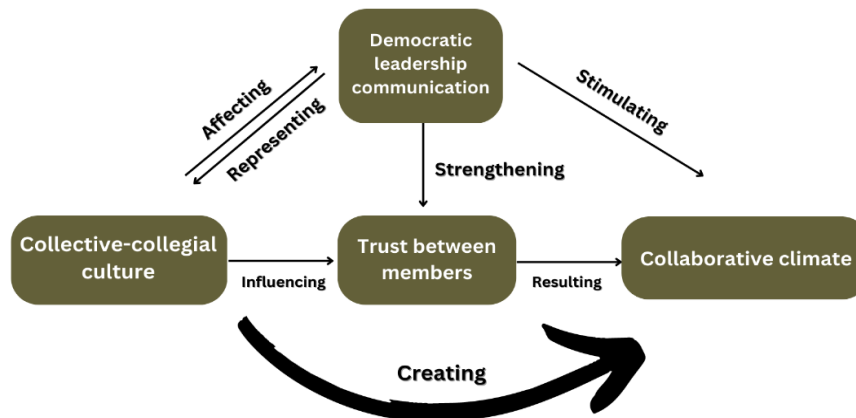 Democratic
leadership
communication
Affecting
Representing
Stimulating
Strengthening
Collective-collegial
culture
Influencing
Trust between
members
Resulting
Collaborative climate
Creating